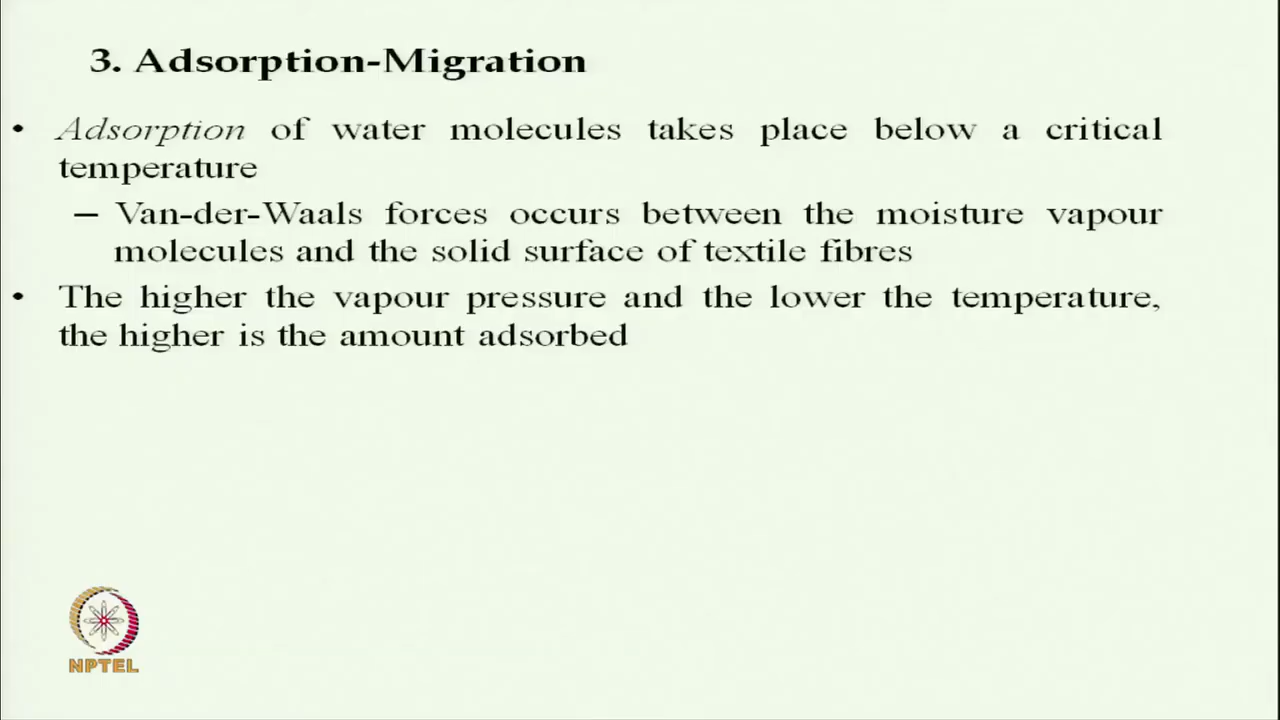 3. Adsorption-Migration
• Adsorption of water molecules takes place below a critical
temperature
– Van-der-Waals forces occurs between the moisture vapour
molecules and the solid surface of textile fibres
• The higher the vapour pressure and the lower the temperature,
the higher is the amount adsorbed
NPTEL